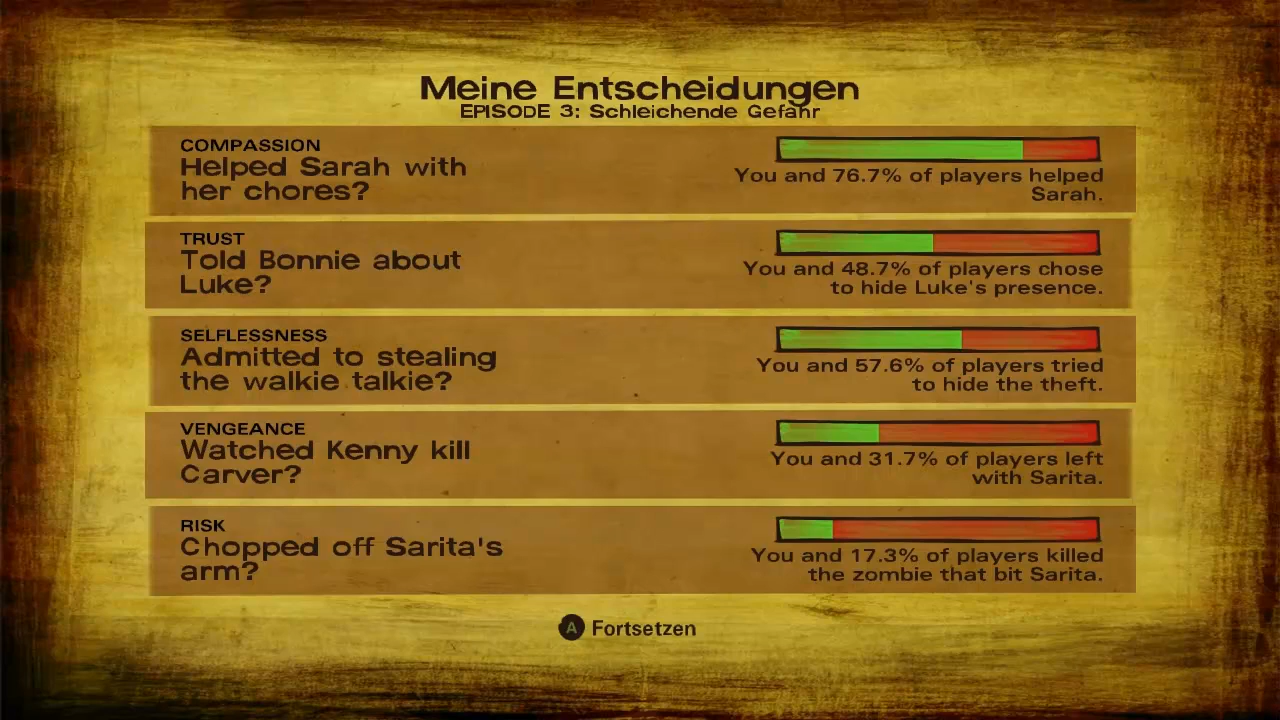 Meine Entscheidungen
EPISODE 3: Schleichende Gefahr
COMPASSION
Helped Sarah with
her chores?
You and 76.7% of players helped
Sarah.
TRUST
Told Bonnie about
Luke?
You and 48.7% of players chose
to hide Luke's presence.
SELFLESSNESS
Admitted to stealing
the walkie talkie?
You and 57.6% of players tried
to hide the theft.
VENGEANCE
Watched Kenny kill
Carver?
You and 31.7% of players left
with Sarita.
RISK
Chopped off Sarita's
arm?
You and 17.3% of players killed
the zombie that bit Sarita.
A Fortsetzen